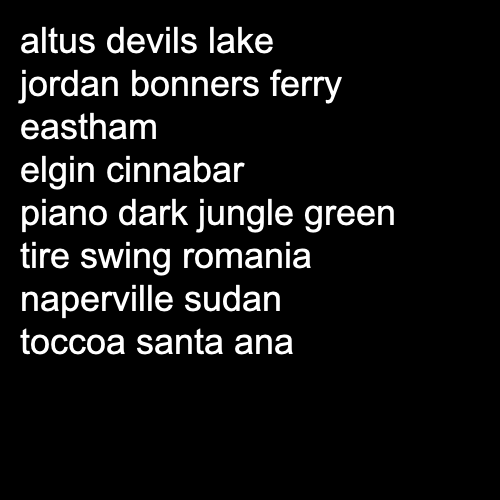 altus devils lake
jordan bonners ferry
eastham
elgin cinnabar
piano dark jungle green
tire swing romania
naperville sudan
toccoa santa ana